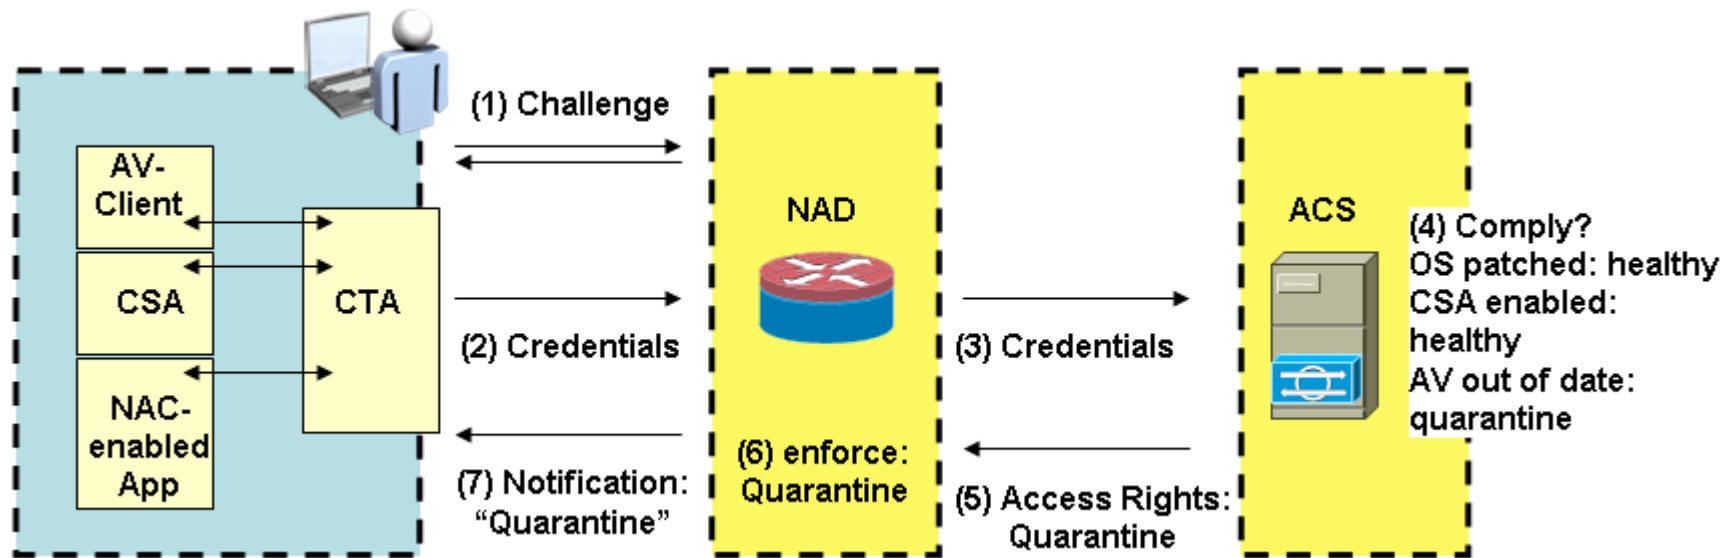 (1) Challenge
AV-
Client
CSA
NAC-
enabled
App
CTA
(2) Credentials
(7) Notification:
“Quarantine”
NAD
(6) enforce:
Quarantine
(3) Credentials
(5) Access Rights:
Quarantine
ACS
(4) Comply?
OS patched: healthy
CSA enabled:
healthy
AV out of date:
quarantine